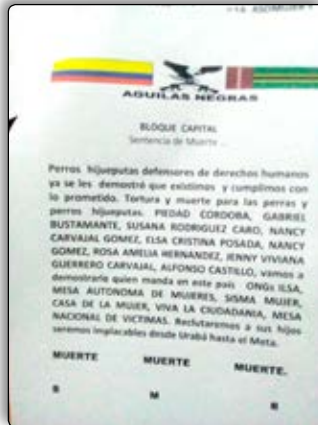 ASOMUJER Y
AGUILAS NEGRAS
BLOQUE CAPITAL
Sentencia de Muerte ...
Perros hijueputas defensores de derechos humanos
ya se les demostró que existimos y cumplimos con
lo prometido. Tortura y muerte para las perras y
perros hijueputas. PIEDAD CORDOBA, GABRIEL
BUSTAMANTE, SUSANA RODRIGUEZ CARO, NANCY
CARVAJAL GOMEZ, ELSA CRISTINA POSADA, NANCY
GOMEZ, ROSA AMELIA HERNANDEZ, JENNY VIVIANA
GUERRERO CARVAJAL, ALFONSO CASTILLO, vamos a
demostrarle quien manda en este país ONGs ILSA,
MESA AUTONOMA DE MUJERES, SISMA MUJER,
CASA DE LA MUJER, VIVA LA CIUDADANIA, MESA
NACIONAL DE VICTIMAS. Reclutaremos a sus hijos
seremos implacables desde Urabá hasta el Meta.
MUERTE MUERTE MUERTE.
B M